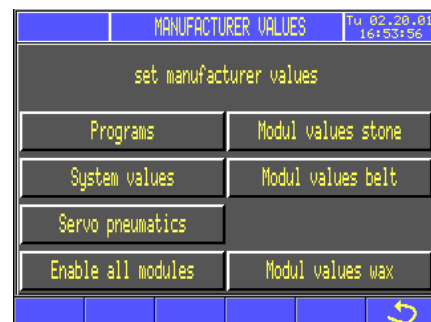 MANUFACTURER VALUES
Tu 02.20.01
16:53:56
set manufacturer values
Programs
Modul values stone
System values
Modul values belt
Servo pneumatics
Enable all modules
Modul values wax